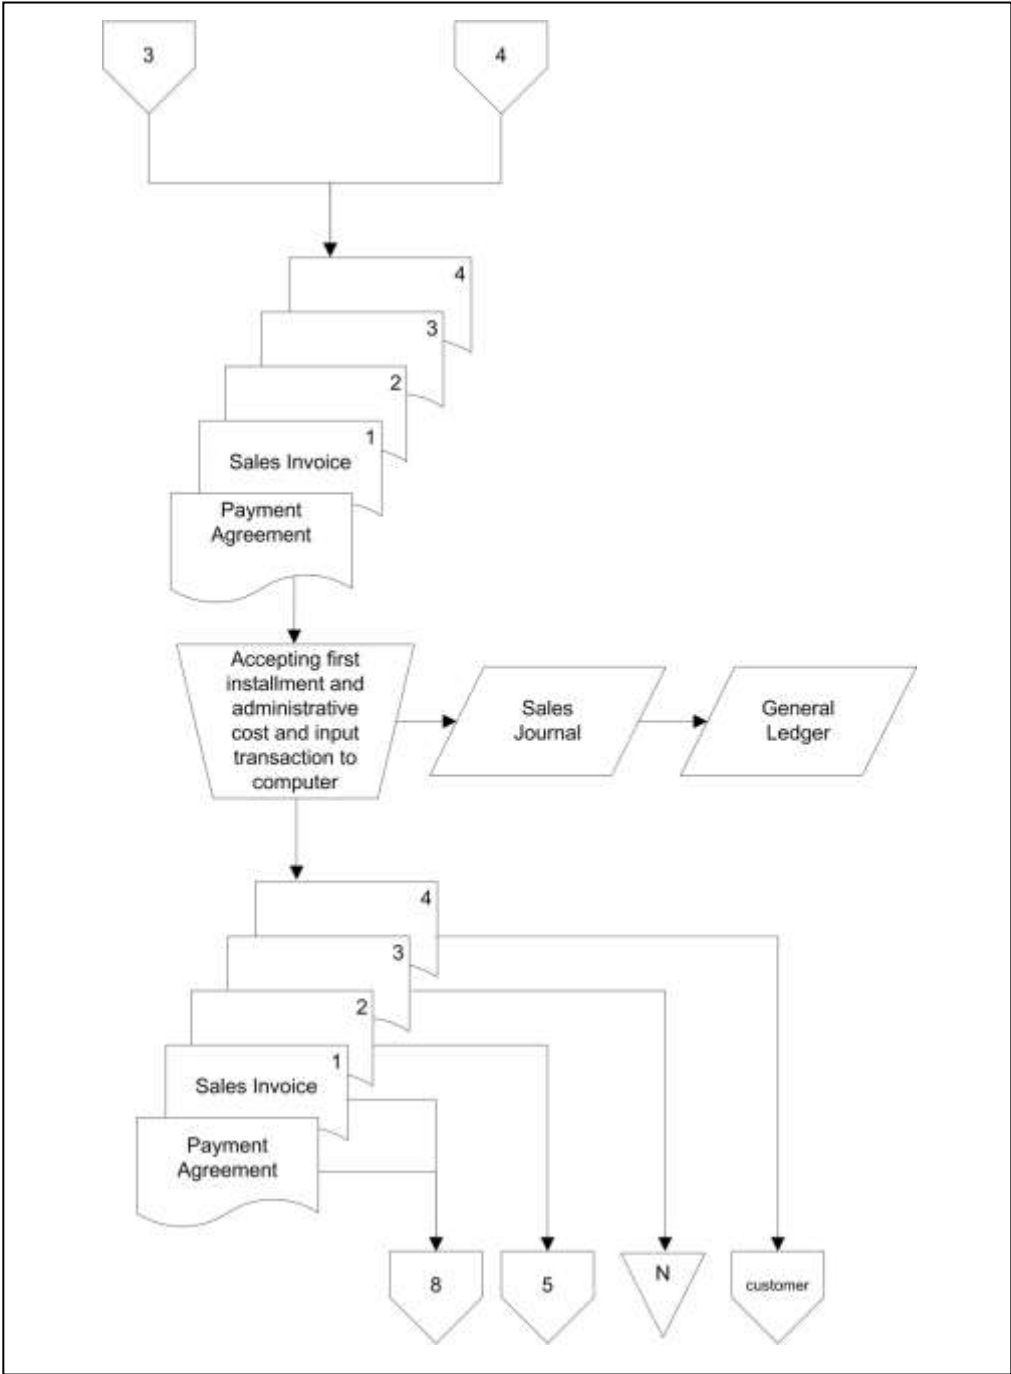 3
4
4
3
2
1
Sales Invoice
Payment
Agreement
Accepting first
installment and
administrative
cost and input
transaction to
computer
Sales
Journal
General
Ledger
4
3
2
1
Sales Invoice
Payment
Agreement
8
5
N
customer